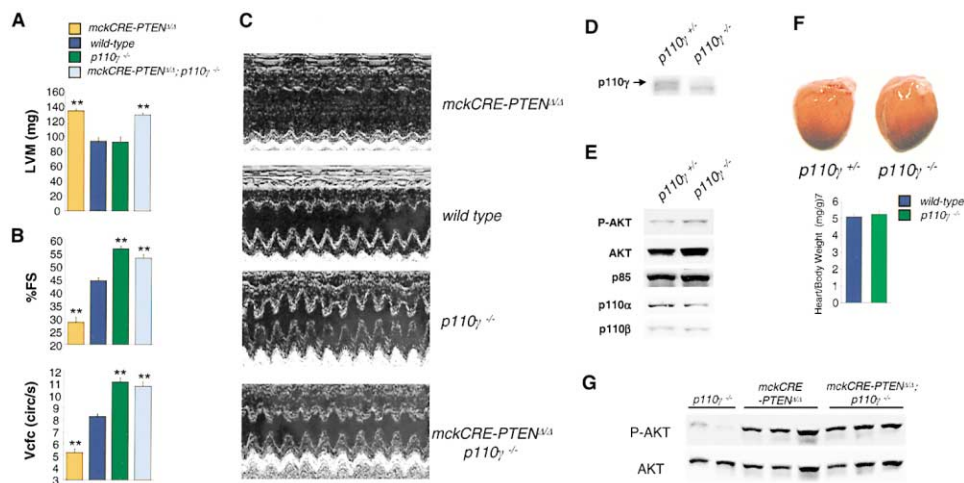 A
mckCRE-PTENΔ/Δ
wild-type
p110γ -/-
mckCRE-PTENΔ/Δ; p110γ -/-
LVM (mg)
160
140
120
100
80
60
40
20
0
** **
B
%FS
60
55
50
45
40
35
30
25
20
** ** **
Vcfc (circ/s)
12
11
10
9
8
7
6
5
4
3
** ** **
C
mckCRE-PTENΔ/Δ
wild type
p110γ -/-
mckCRE-PTENΔ/Δ
p110γ -/-
D
p110γ +/- p110γ -/-
p110γ
E
p110γ +/- p110γ -/-
P-AKT
AKT
p85
p110α
p110β
F
p110γ +/- p110γ -/-
wild-type
p110γ -/-
Heart/Body Weight (mg/g)7
6
5
4
3
2
1
0
G
p110γ -/- mckCRE -PTENΔ/Δ mckCRE-PTENΔ/Δ; p110γ -/-
P-AKT
AKT